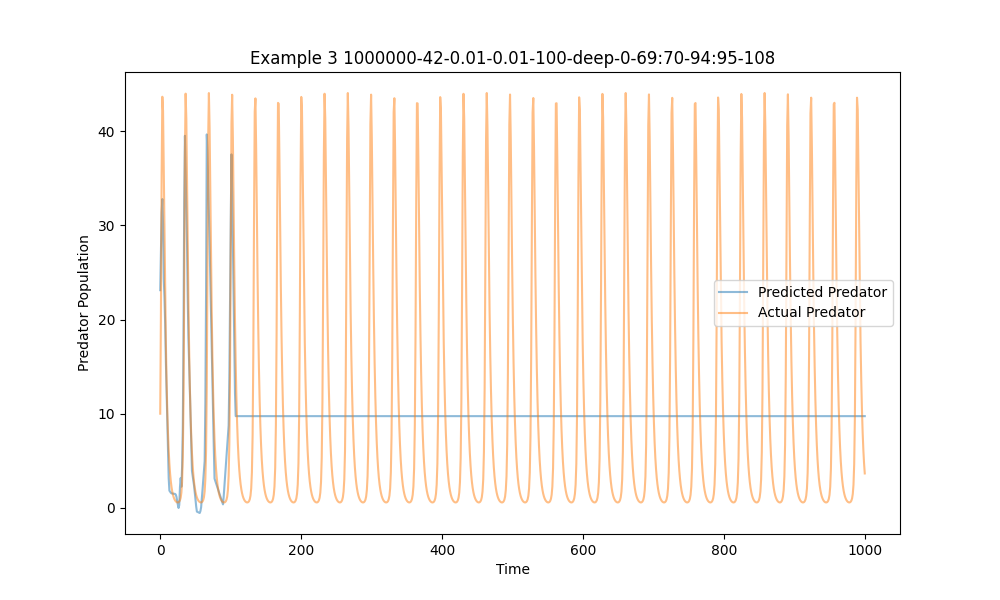 Example 3 1000000-42-0.01-0.01-100-deep-0-69:70-94:95-108
Predator Population
40
30
20
10
0
Predicted Predator
Actual Predator
0 200 400 600 800 1000
Time